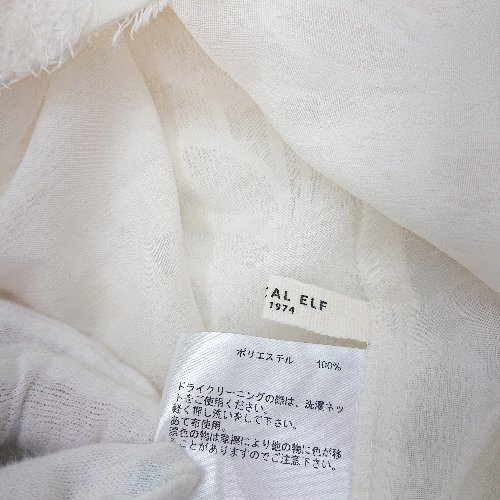 CAL ELF
1974
ポリエステル 100%
ドライクリーニングの際は、洗濯ネッ
トをご使用ください。
軽く押し洗いをして下さい。
あて布使用。
濃色の物は摩擦により他の物に色が移
ることがありますのでご注意下さい。